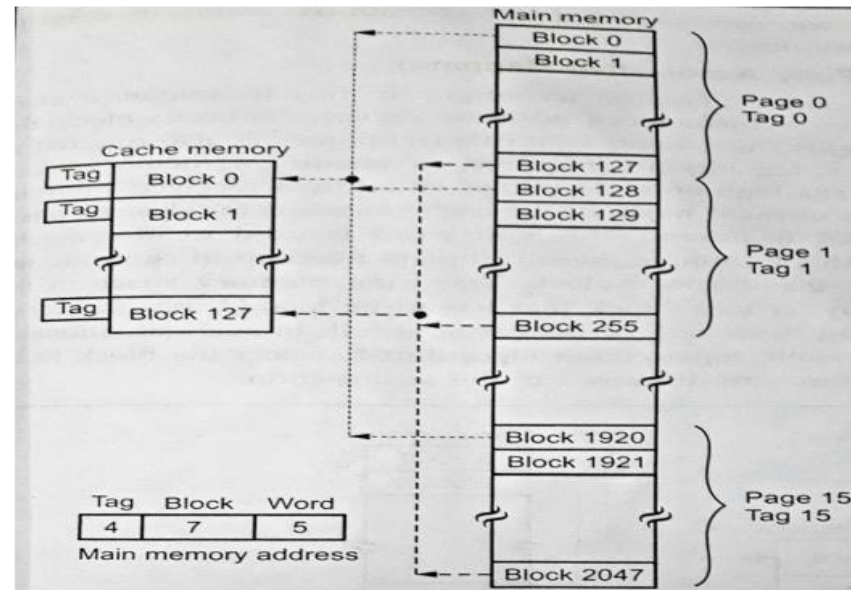 Main memory
Block 0
Block 1
Page 0
Tag 0
Cache memory
Tag Block 0
Tag Block 1
Tag Block 127
Block 127
Block 128
Block 129
Page 1
Tag 1
Block 255
Block 1920
Block 1921
Page 15
Tag 15
Block 2047
Tag Block Word
4 7 5
Main memory address